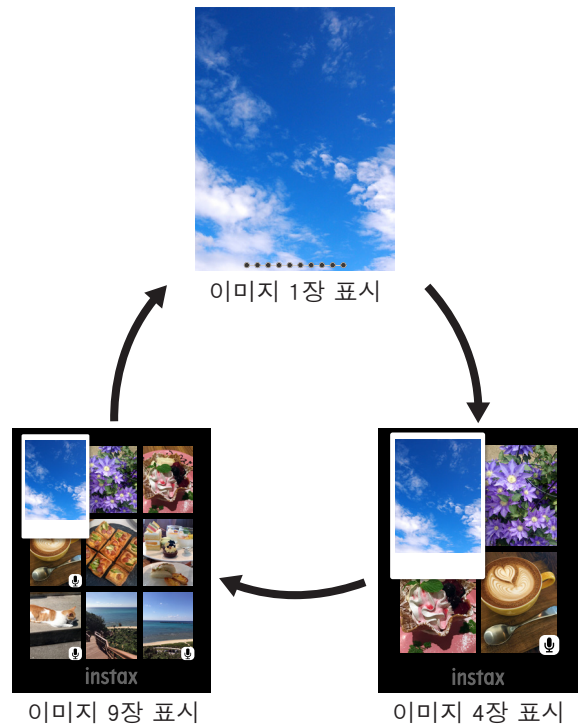 이미지 1장 표시
instax
이미지 9장 표시
instax
이미지 4장 표시